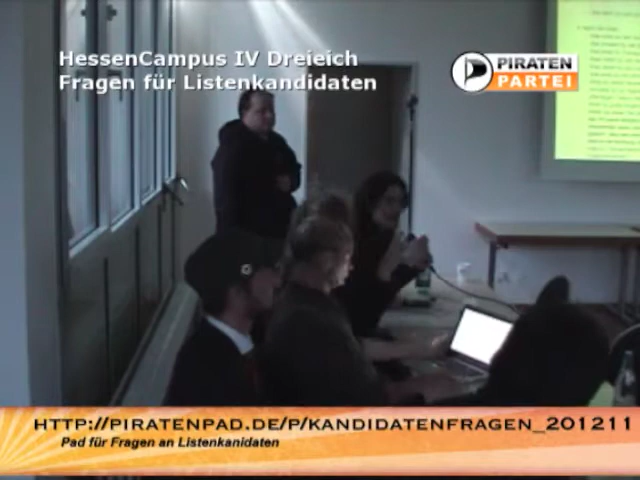 HessenCampus IV Dreieich
Fragen für Listenkandidaten
PIRATEN
PARTEI
HTTP://PIRATENPAD.DE/P/KANDIDATENFRAGEN_201211
Pad für Fragen an Listenkanidaten